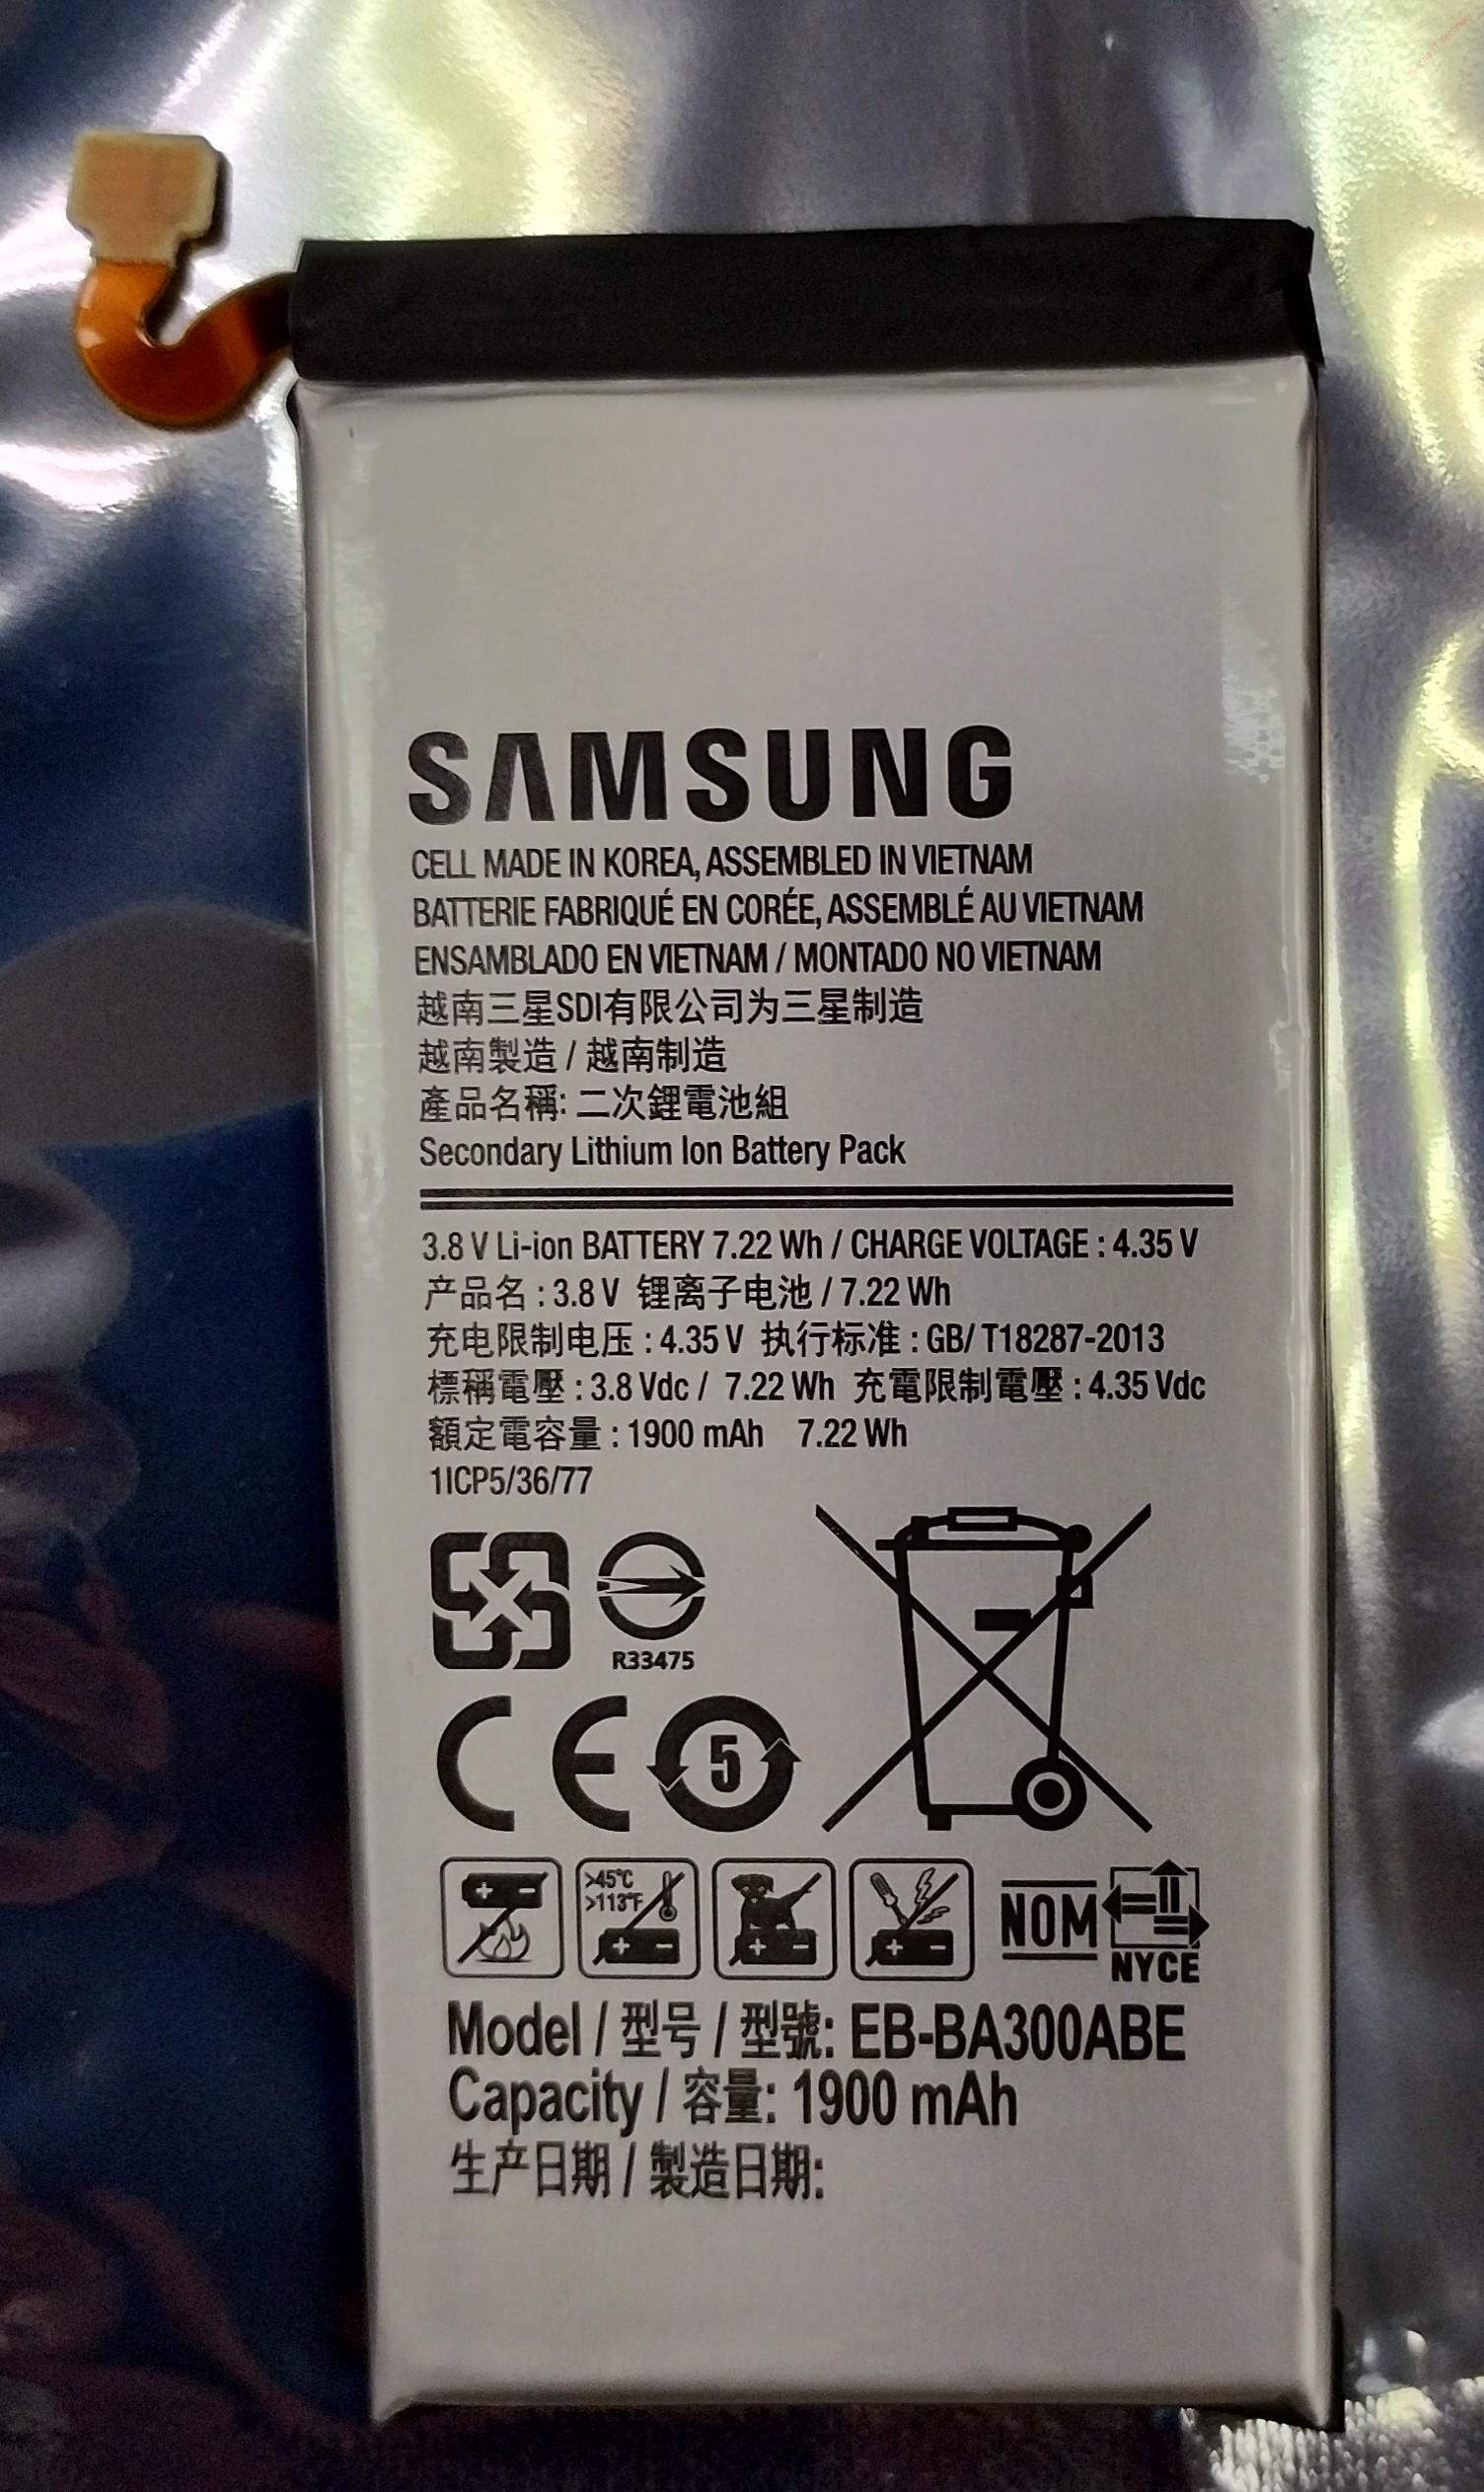 SAMSUNG
CELL MADE IN KOREA, ASSEMBLED IN VIETNAM
BATTERIE FABRIQUÉ EN CORÉE, ASSEMBLÉ AU VIETNAM
ENSAMBLADO EN VIETNAM / MONTADO NO VIETNAM
越南三星SDI有限公司为三星制造
越南製造 / 越南制造
產品名稱: 二次鋰電池組
Secondary Lithium Ion Battery Pack
3.8 V Li-ion BATTERY 7.22 Wh / CHARGE VOLTAGE : 4.35 V
产品名 : 3.8 V 锂离子电池 / 7.22 Wh
充电限制电压 : 4.35 V 执行标准 : GB/ T18287-2013
標稱電壓 : 3.8 Vdc / 7.22 Wh 充電限制電壓 : 4.35 Vdc
額定電容量 : 1900 mAh 7.22 Wh
1ICP5/36/77
R33475
CE 5
>45°C
>113°F
NOM NYCE
Model / 型号 / 型號: EB-BA300ABE
Capacity / 容量: 1900 mAh
生产日期 / 製造日期: